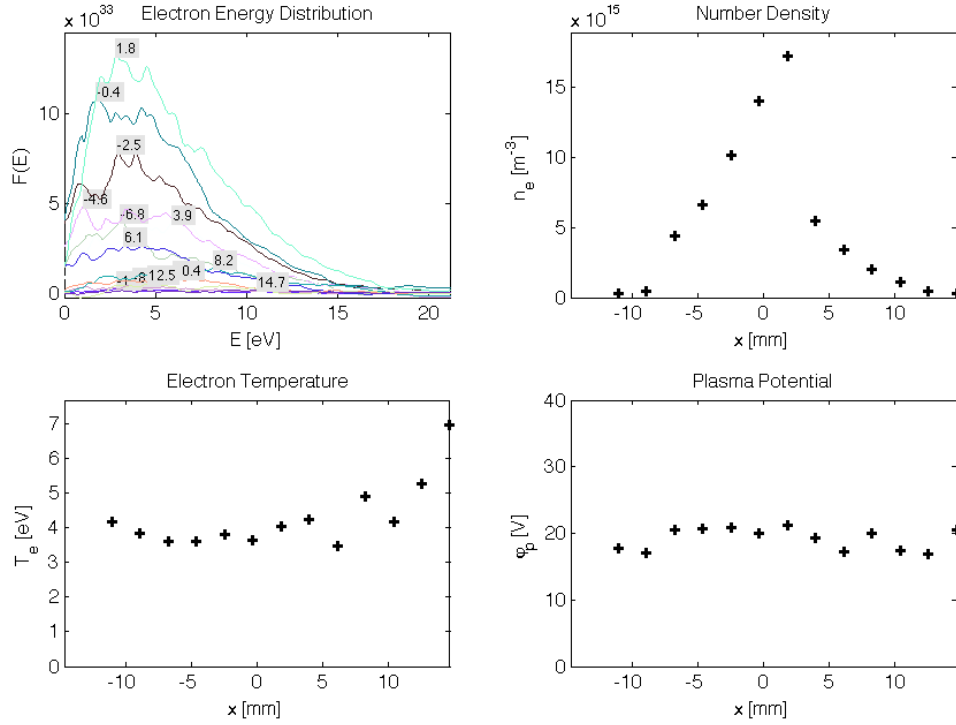 Electron Energy Distribution
x 10^33
F(E)
10
5
0
0 5 10 15 20
E [eV]
1.8
-0.4
-2.5
-4.6
-6.8
3.9
6.1
8.2
-8
12.5
0.4
14.7
Number Density
x 10^15
n_e [m^-3]
15
10
5
0
-10 -5 0 5 10
x [mm]
Electron Temperature
T_e [eV]
7
6
5
4
3
2
1
0
-10 -5 0 5 10
x [mm]
Plasma Potential
φ_p [V]
40
30
20
10
0
-10 -5 0 5 10
x [mm]